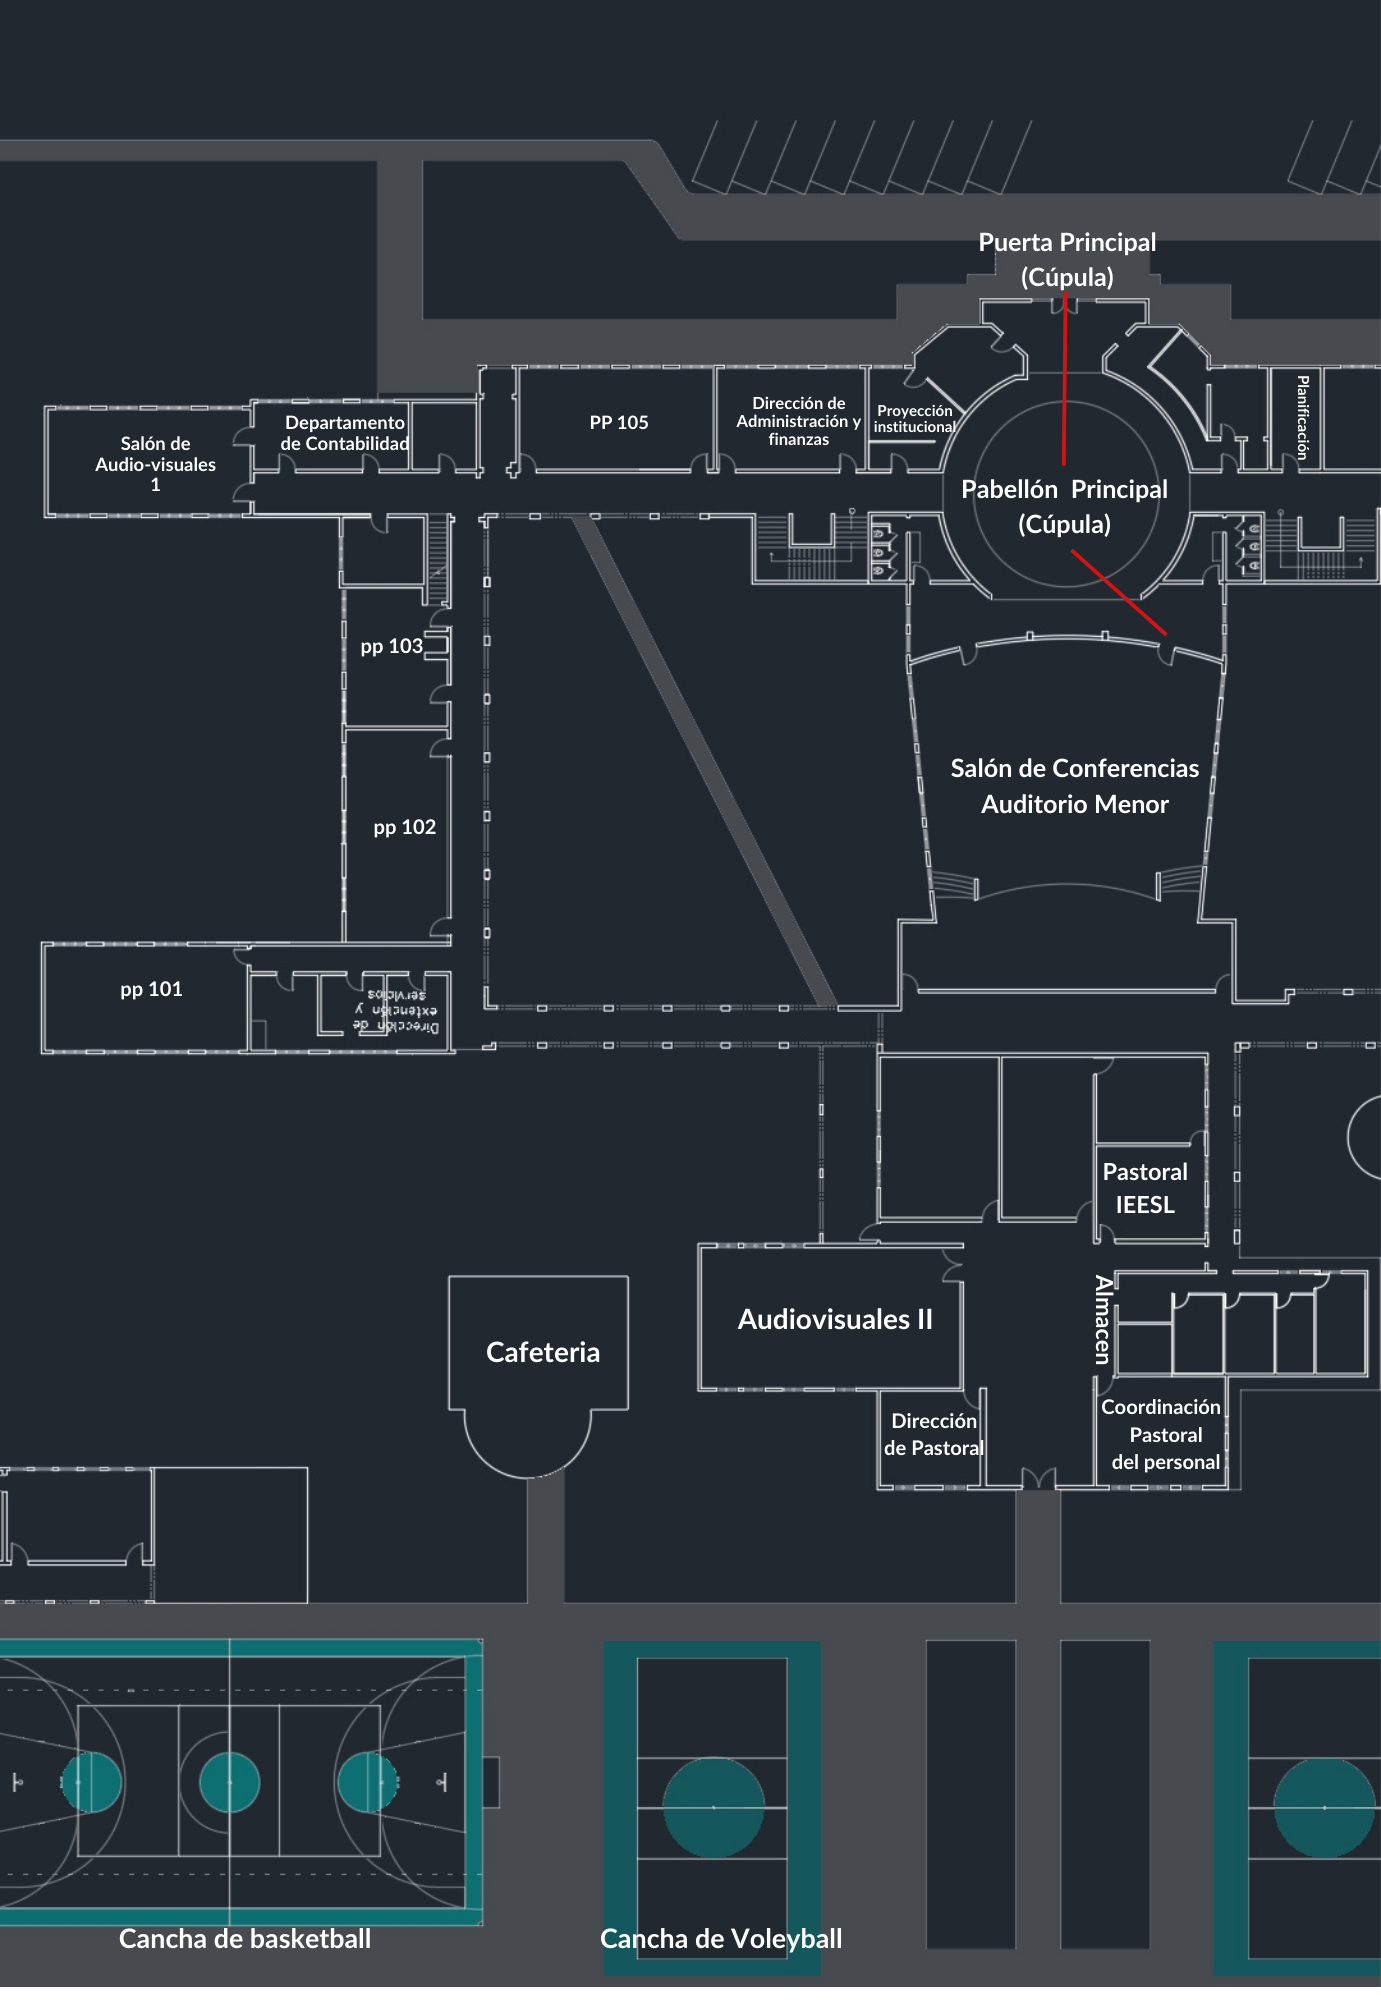 Puerta Principal
(Cúpula)
Salón de
Audio-visuales
1
Departamento
de Contabilidad
PP 105
Dirección de
Administración y
finanzas
Proyección
institucional
Planificación
Pabellón Principal
(Cúpula)
pp 103
Salón de Conferencias
Auditorio Menor
pp 102
pp 101
Dirección de
extención y
servicios
Pastoral
IEESL
Almacen
Audiovisuales II
Cafeteria
Dirección
de Pastoral
Coordinación
Pastoral
del personal
Cancha de basketball
Cancha de Voleyball